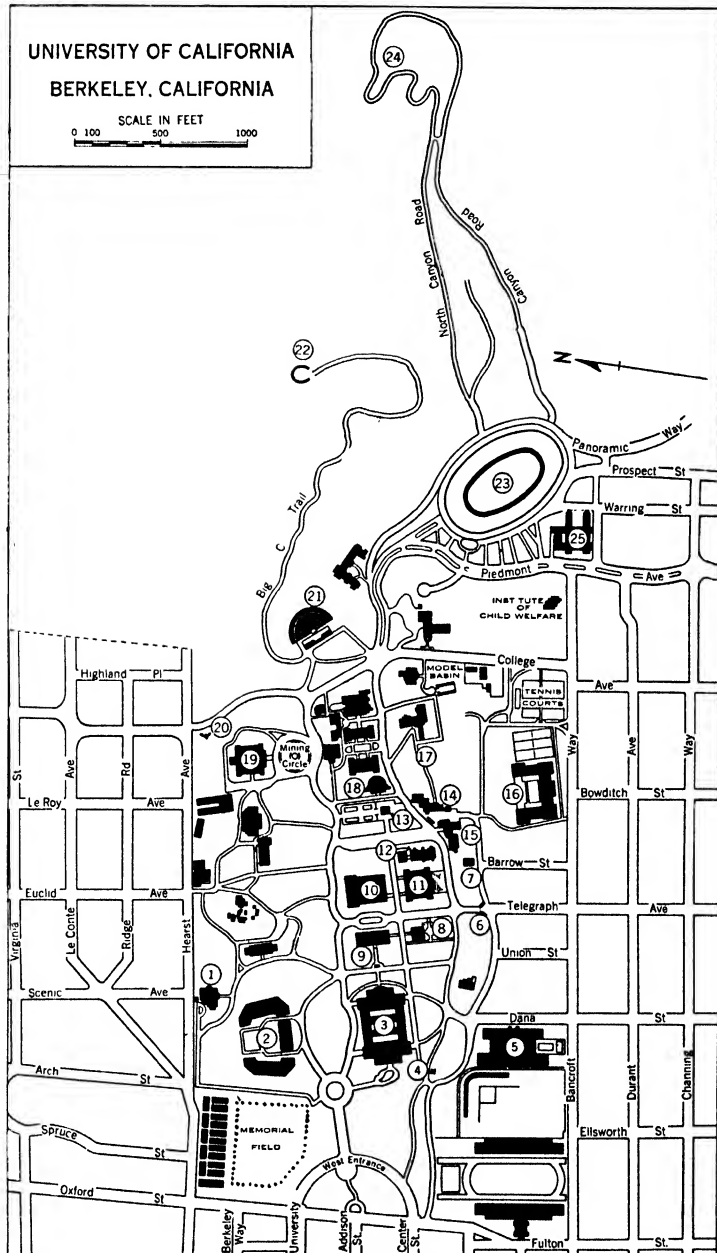 UNIVERSITY OF CALIFORNIA
BERKELEY, CALIFORNIA
SCALE IN FEET
0 100 500 1000
24
North Canyon Road
Canyon Road
22
C
N
Big C Trail
Panoramic Way
23
Prospect St
Warring St
25
Piedmont Ave
21
INSTITUTE
OF
CHILD WELFARE
College Ave
MODEL
BASIN
TENNIS
COURTS
Highland Pl
20
19
Mining
Circle
17
18
14
16
Bowditch St
13
15
Le Roy Ave
12
Barrow St
7
10
11
Euclid Ave
Telegraph Ave
6
8
9
Union St
1
Scenic Ave
Dana St
2
3
5
4
Arch St
Virginia St
Le Conte Ave
Ridge Rd
Hearst Ave
Bancroft Way
Durant Ave
Channing Way
MEMORIAL
FIELD
Ellsworth St
Spruce St
West Entrance
Oxford St
Berkeley
Way
University
Addison
St.
Center
St.
Fulton St.